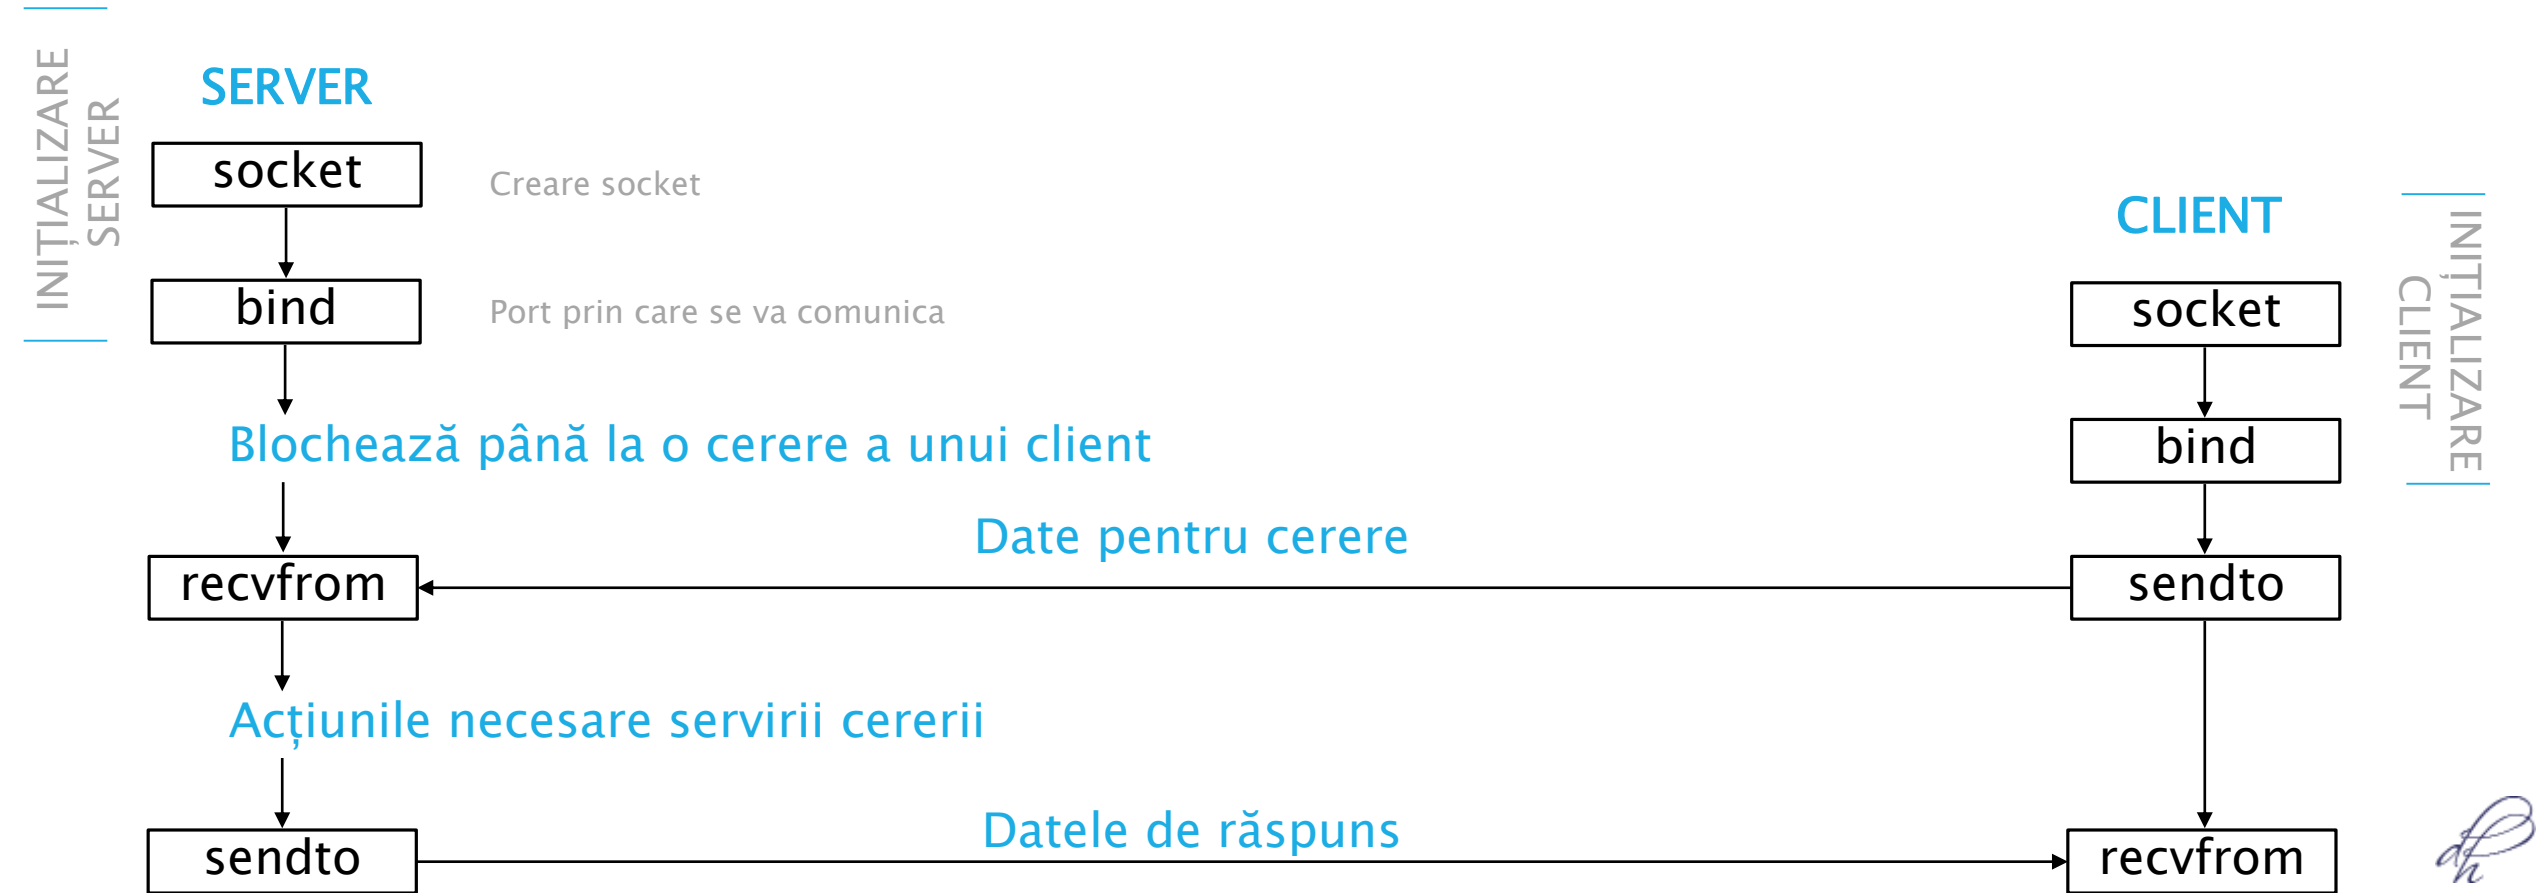 INIȚIALIZARE
SERVER
SERVER
socket
Creare socket
bind
Port prin care se va comunica
Blochează până la o cerere a unui client
recvfrom
Acțiunile necesare servirii cererii
sendto
Date pentru cerere
Datele de răspuns
CLIENT
socket
bind
sendto
recvfrom
INIȚIALIZARE
CLIENT